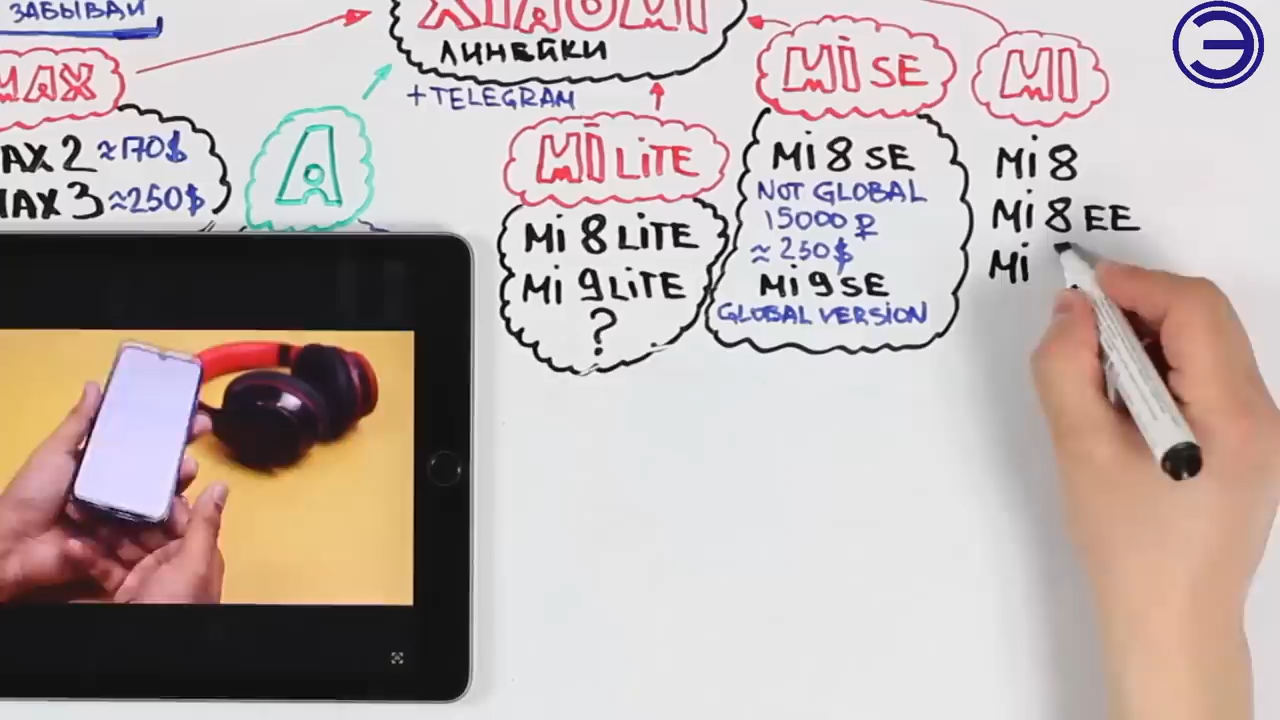 ЗАБЫВАЙ
XIAOMI
ЛИНЕЙКИ
+TELEGRAM
MAX
AX 2 ≈170$
MAX 3 ≈250$
A
Mi LiTE
Mi 8 LiTE
Mi 9 LiTE
?
Mi SE
Mi 8 SE
NOT GLOBAL
15000 ₽
≈ 250$
Mi 9 SE
GLOBAL VERSiON
MI
Mi 8
Mi 8 EE
Mi
Э